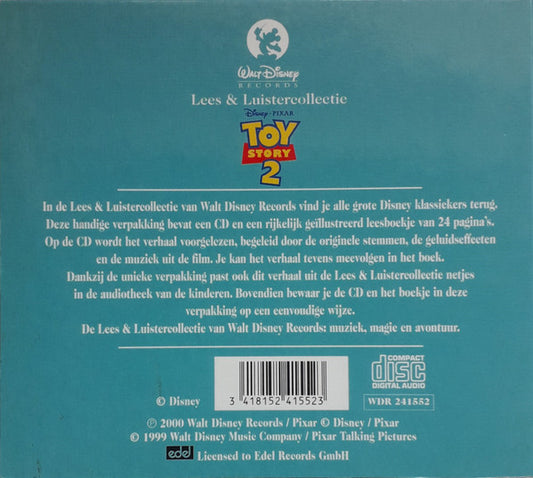 Walt Disney
RECORDS
Lees & Luistercollectie
Disney · PIXAR
TOY
STORY
2
In de Lees & Luistercollectie van Walt Disney Records vind je alle grote Disney klassickers terug.
Deze handige verpakking bevat een CD en een rijkelijk geïllustreerd leesboekje van 24 pagina's.
Op de CD wordt het verhaal voorgelezen, begeleid door de originele stemmen, de geluidseffecten
en de muziek uit de film. Je kan het verhaal tevens meevolgen in het boek.
Dankzij de unieke verpakking past ook dit verhaal uit de Lees & Luistercollectie netjes
in de audiotheek van de kinderen. Bovendien bewaar je de CD en het boekje in deze
verpakking op een eenvoudige wijze.
De Lees & Luistercollectie van Walt Disney Records: muziek, magie en avontuur.
© Disney
3 418152 415523
COMPACT
disc
DIGITAL AUDIO
WDR 241552
℗ 2000 Walt Disney Records / Pixar © Disney / Pixar
© 1999 Walt Disney Music Company / Pixar Talking Pictures
edel Licensed to Edel Records GmbH